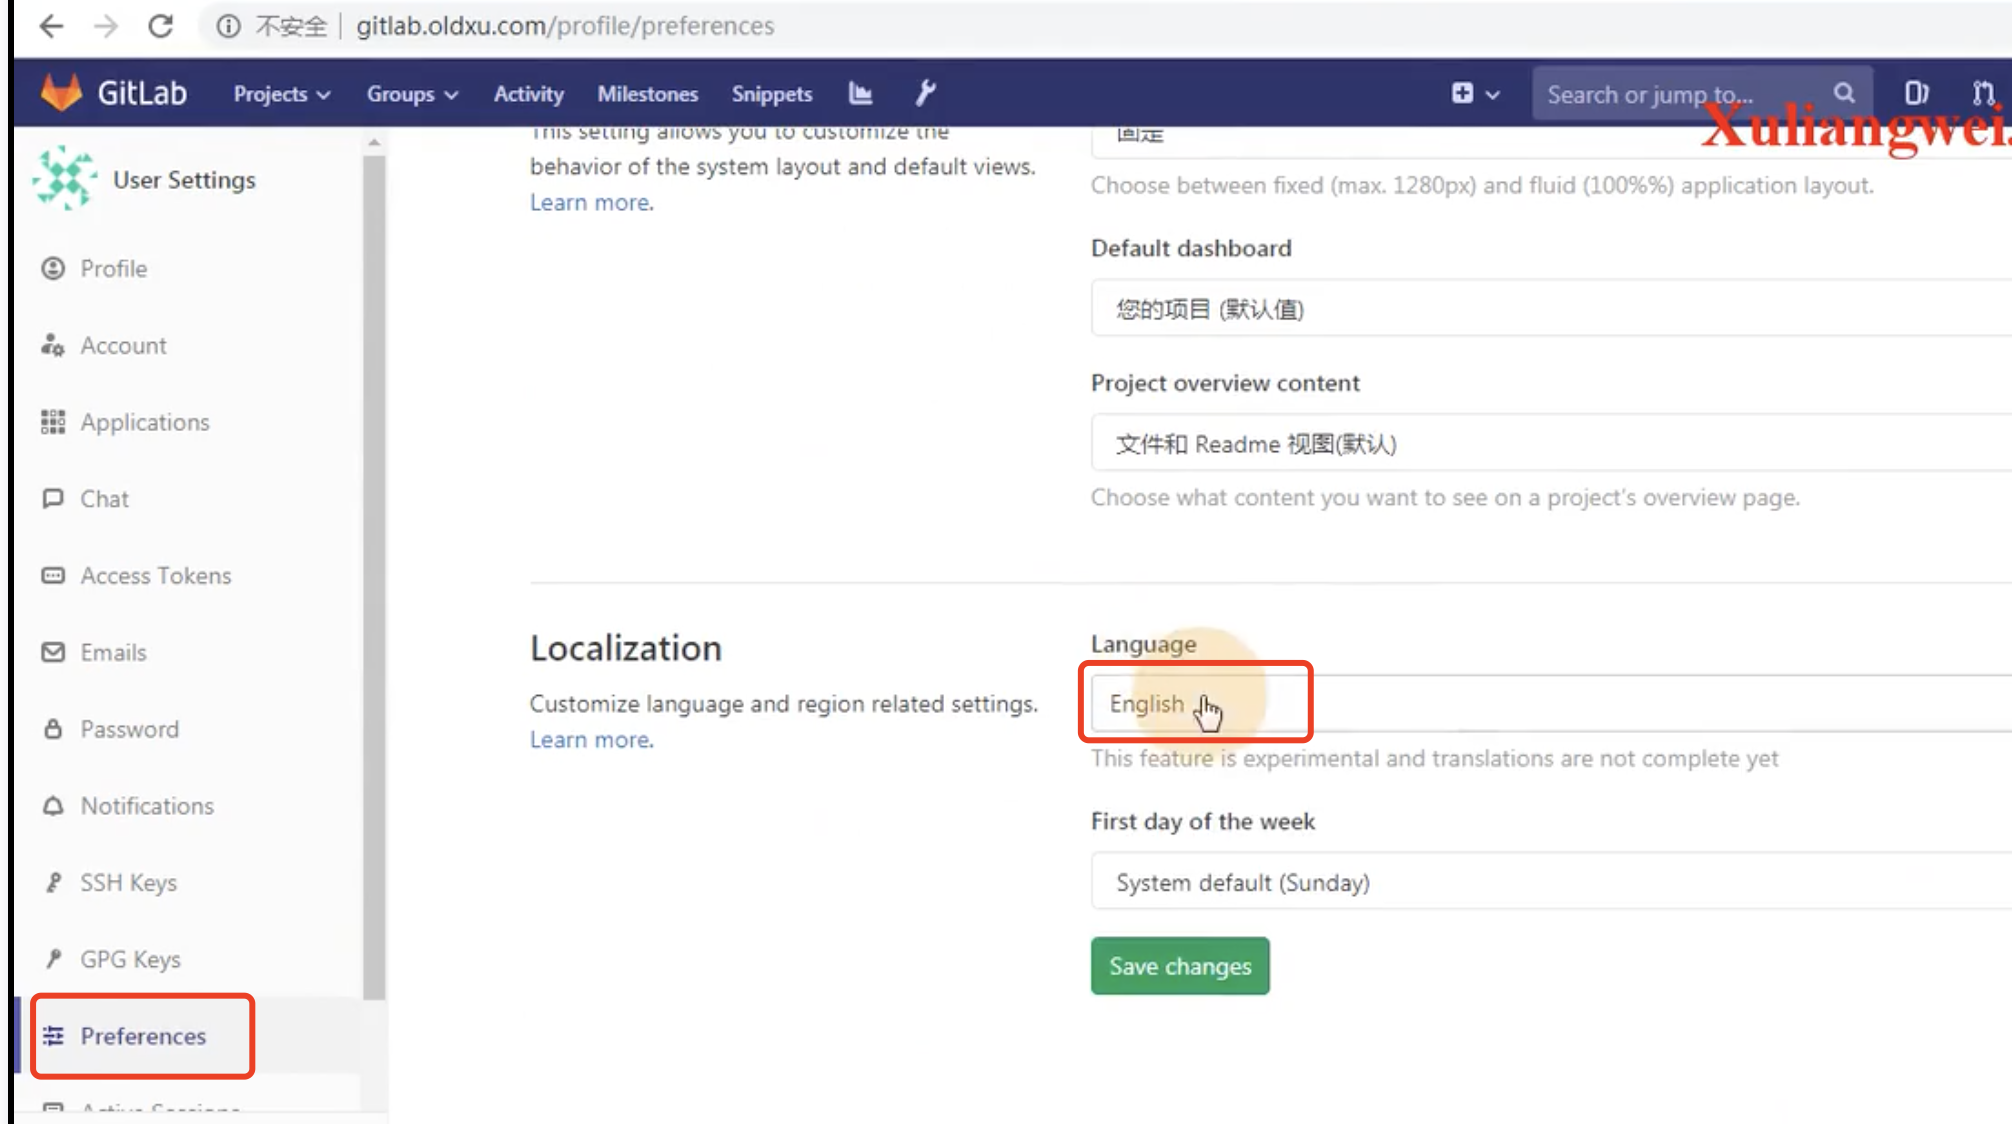 不安全 gitlab.oldxu.com/profile/preferences
GitLab Projects Groups Activity Milestones Snippets Search or jump to...
Xuliangwei.
User Settings
Profile
Account
Applications
Chat
Access Tokens
Emails
Password
Notifications
SSH Keys
GPG Keys
Preferences
Active Sessions
This setting allows you to customize the
behavior of the system layout and default views.
Learn more.
固定
Choose between fixed (max. 1280px) and fluid (100%%) application layout.
Default dashboard
您的项目 (默认值)
Project overview content
文件和 Readme 视图(默认)
Choose what content you want to see on a project's overview page.
Localization
Customize language and region related settings.
Learn more.
Language
English
This feature is experimental and translations are not complete yet
First day of the week
System default (Sunday)
Save changes